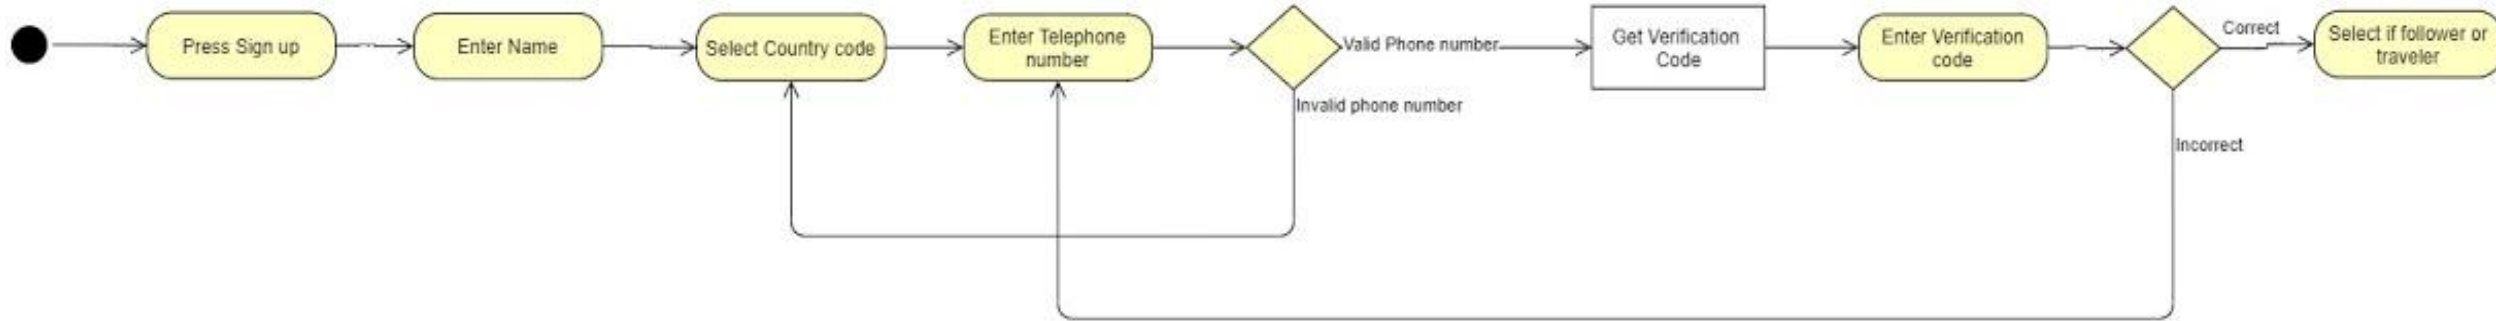 Press Sign up
Enter Name
Select Country code
Enter Telephone
number
Valid Phone number
Invalid phone number
Get Verification
Code
Enter Verification
code
Correct
Incorrect
Select if follower or
traveler